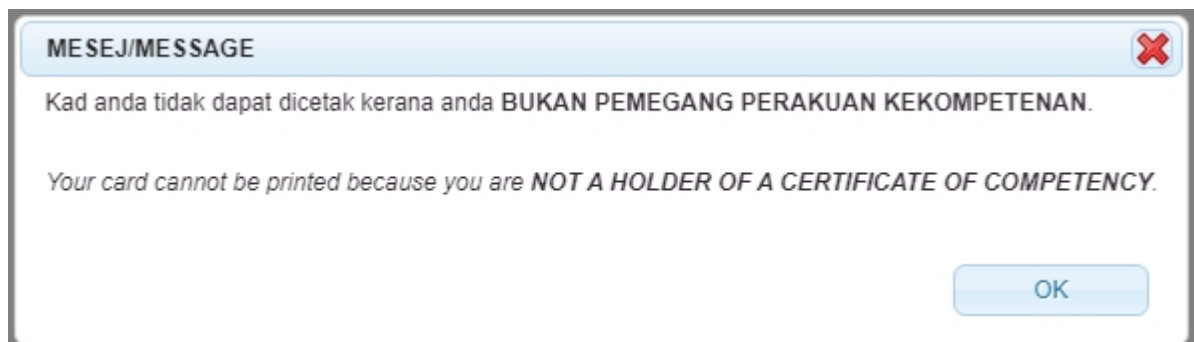 MESEJ/MESSAGE
Kad anda tidak dapat dicetak kerana anda BUKAN PEMEGANG PERAKUAN KEKOMPETENAN.
Your card cannot be printed because you are NOT A HOLDER OF A CERTIFICATE OF COMPETENCY.
OK